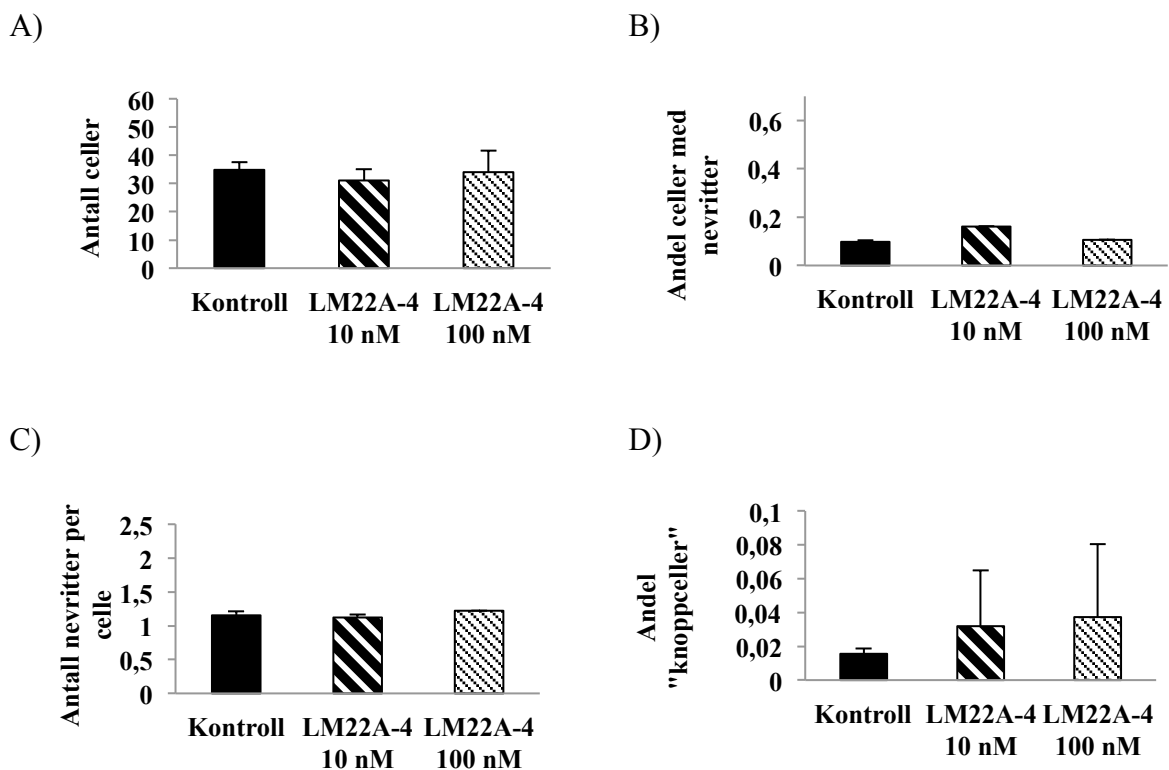 A)
Antall celler
60
50
40
30
20
10
0
Kontroll
LM22A-4
10 nM
LM22A-4
100 nM
B)
Andel celler med
nevritter
0,6
0,4
0,2
0
Kontroll
LM22A-4
10 nM
LM22A-4
100 nM
C)
Antall nevritter per
celle
2,5
2
1,5
1
0,5
0
Kontroll
LM22A-4
10 nM
LM22A-4
100 nM
D)
Andel
"knoppceller"
0,1
0,08
0,06
0,04
0,02
0
Kontroll
LM22A-4
10 nM
LM22A-4
100 nM